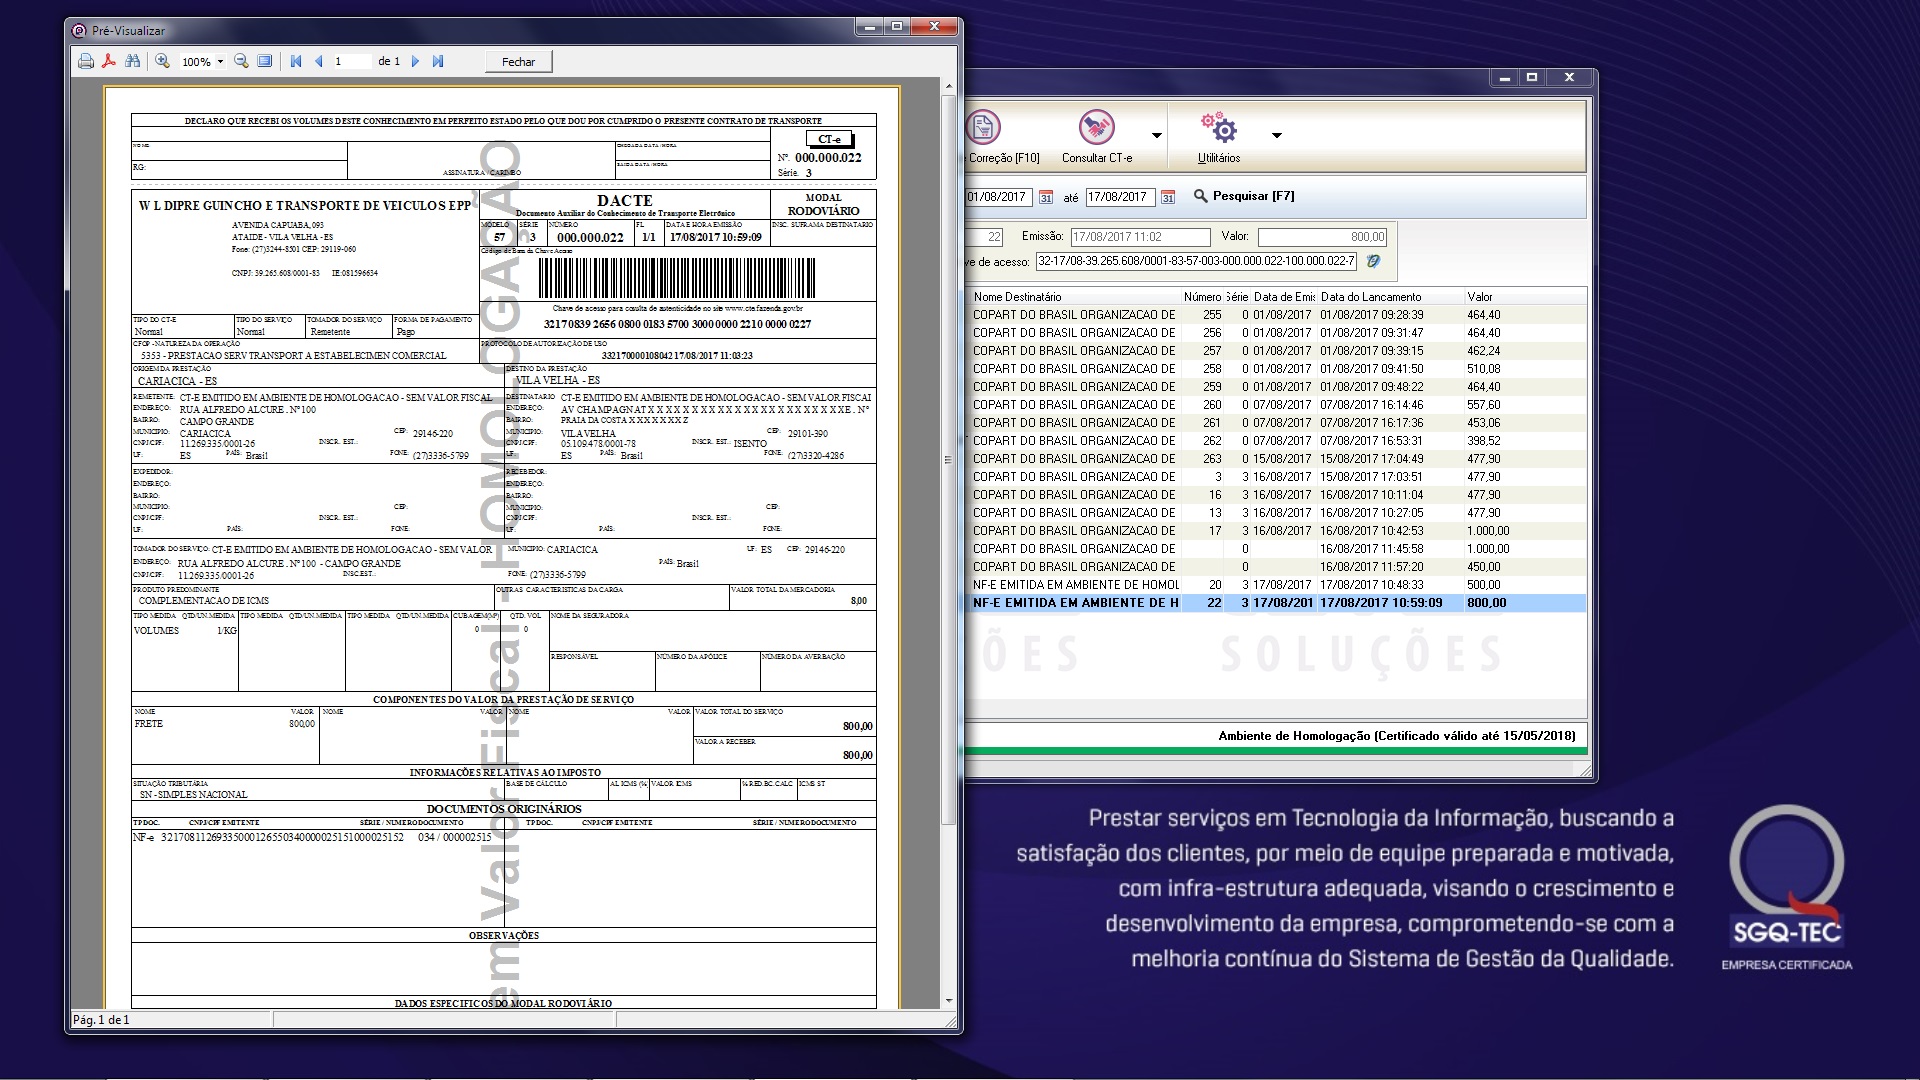 Pré-Visualizar
100%
1
de 1
Fechar
DECLARO QUE RECEBI OS VOLUMES DESTE CONHECIMENTO EM PERFEITO ESTADO PELO QUE DOU POR CUMPRIDO O PRESENTE CONTRATO DE TRANSPORTE
NOME
CHEGADA DATA / HORA
CT-e
Nº. 000.000.022
RG:
SAIDA DATA / HORA
ASSINATURA / CARIMBO
Série. 3
W L DIPRE GUINCHO E TRANSPORTE DE VEICULOS EPP
AVENIDA CAPUABA, 093
ATAIDE - VILA VELHA - ES
Fone: (27)3244-8501 CEP: 29119-060
CNPJ: 39.265.608/0001-83 IE:081596634
DACTE
Documento Auxiliar do Conhecimento de Transporte Eletrônico
MODAL
RODOVIÁRIO
MODELO SÉRIE NÚMERO FL DATA E HORA EMISSÃO INSC. SUFRAMA DESTINATARIO
57 3 000.000.022 1/1 17/08/2017 10:59:09
Código de Barra da Chave Acesso
Chave de acesso para consulta de autenticidade no site www.cte.fazenda.gov.br
3217 0839 2656 0800 0183 5700 3000 0000 2210 0000 0227
TIPO DO CT-E TIPO DO SERVIÇO TOMADOR DO SERVIÇO FORMA DE PAGAMENTO
Normal Normal Remetente Pago
CFOP - NATUREZA DA OPERAÇÃO
PROTOCOLO DE AUTORIZAÇÃO DE USO
5353 - PRESTACAO SERV TRANSPORT A ESTABELECIMEN COMERCIAL
332170000108042 17/08/2017 11:03:23
ORIGEM DA PRESTAÇÃO
DESTINO DA PRESTAÇÃO
CARIACICA - ES
VILA VELHA - ES
REMETENTE: CT-E EMITIDO EM AMBIENTE DE HOMOLOGACAO - SEM VALOR FISCAL
ENDEREÇO: RUA ALFREDO ALCURE . Nº 100
BAIRRO: CAMPO GRANDE
MUNICIPIO: CARIACICA CEP: 29146-220
CNPJ/CPF: 11.269.335/0001-26 INSCR. EST.:
UF: ES PAÍS: Brasil FONE: (27)3336-5799
DESTINATARIO CT-E EMITIDO EM AMBIENTE DE HOMOLOGACAO - SEM VALOR FISCAI
ENDEREÇO: AV CHAMPAGNAT X X X X X X X X X X X X X X X X X X X X X X X E . Nº
BAIRRO: PRAIA DA COSTA X X X X X X X Z
MUNICIPIO: VILA VELHA CEP: 29101-390
CNPJ/CPF: 05.109.478/0001-78 INSCR. EST.: ISENTO
UF: ES PAÍS: Brasil FONE: (27)3320-4286
EXPEDIDOR:
ENDEREÇO:
BAIRRO:
MUNICIPIO: CEP:
CNPJ/CPF: INSCR. EST.:
UF: PAÍS: FONE:
RECEBEDOR:
ENDEREÇO:
BAIRRO:
MUNICIPIO: CEP:
CNPJ/CPF: INSCR. EST.:
UF: PAÍS: FONE:
TOMADOR DO SERVIÇO: CT-E EMITIDO EM AMBIENTE DE HOMOLOGACAO - SEM VALOR MUNICIPIO: CARIACICA UF: ES CEP: 29146-220
ENDEREÇO: RUA ALFREDO ALCURE . Nº 100 - CAMPO GRANDE PAÍS: Brasil
CNPJ/CPF: 11.269.335/0001-26 INSC.EST.: FONE: (27)3336-5799
PRODUTO PREDOMINANTE OUTRAS CARACTERISTICAS DA CARGA VALOR TOTAL DA MERCADORIA
COMPLEMENTACAO DE ICMS 8,00
TIPO MEDIDA QTD/UN.MEDIDA TIPO MEDIDA QTD/UN.MEDIDA TIPO MEDIDA QTD/UN.MEDIDA CUBAGEM(M³) QTD. VOL NOME DA SEGURADORA
VOLUMES 1/KG 0 0
RESPONSÁVEL NÚMERO DA APÓLICE NÚMERO DA AVERBAÇÃO
COMPONENTES DO VALOR DA PRESTAÇÃO DE SERVIÇO
NOME VALOR NOME VALOR NOME VALOR VALOR TOTAL DO SERVIÇO
FRETE 800,00 800,00
VALOR A RECEBER
800,00
INFORMAÇÕES RELATIVAS AO IMPOSTO
SITUAÇÃO TRIBUTÁRIA BASE DE CÁLCULO AL ICMS (%) VALOR ICMS % RED.BC.CALC ICMS ST
SN - SIMPLES NACIONAL
DOCUMENTOS ORIGINÁRIOS
TP DOC. CNPJ/CPF EMITENTE SÉRIE / NUMERO DOCUMENTO TP DOC. CNPJ/CPF EMITENTE SÉRIE / NUMERO DOCUMENTO
NF-e 32170811269335000126550340000025151000025152 034 / 000002515
OBSERVAÇÕES
DADOS ESPECIFICOS DO MODAL RODOVIÁRIO
em Valor Fiscal - HOMOLOGAÇÃO
Pág. 1 de 1
Correção [F10]
Consultar CT-e
Utilitários
01/08/2017 até 17/08/2017 Pesquisar [F7]
22 Emissão: 17/08/2017 11:02 Valor: 800,00
ve de acesso: 32-17/08-39.265.608/0001-83-57-003-000.000.022-100.000.022-7
Nome Destinatário Número Série Data de Emis Data do Lancamento Valor
COPART DO BRASIL ORGANIZACAO DE 255 0 01/08/2017 01/08/2017 09:28:39 464,40
COPART DO BRASIL ORGANIZACAO DE 256 0 01/08/2017 01/08/2017 09:31:47 464,40
COPART DO BRASIL ORGANIZACAO DE 257 0 01/08/2017 01/08/2017 09:39:15 462,24
COPART DO BRASIL ORGANIZACAO DE 258 0 01/08/2017 01/08/2017 09:41:50 510,08
COPART DO BRASIL ORGANIZACAO DE 259 0 01/08/2017 01/08/2017 09:48:22 464,40
COPART DO BRASIL ORGANIZACAO DE 260 0 07/08/2017 07/08/2017 16:14:46 557,60
COPART DO BRASIL ORGANIZACAO DE 261 0 07/08/2017 07/08/2017 16:17:36 453,06
COPART DO BRASIL ORGANIZACAO DE 262 0 07/08/2017 07/08/2017 16:53:31 398,52
COPART DO BRASIL ORGANIZACAO DE 263 0 15/08/2017 15/08/2017 17:04:49 477,90
COPART DO BRASIL ORGANIZACAO DE 3 3 16/08/2017 15/08/2017 17:03:51 477,90
COPART DO BRASIL ORGANIZACAO DE 16 3 16/08/2017 16/08/2017 10:11:04 477,90
COPART DO BRASIL ORGANIZACAO DE 13 3 16/08/2017 16/08/2017 10:27:05 477,90
COPART DO BRASIL ORGANIZACAO DE 17 3 16/08/2017 16/08/2017 10:42:53 1.000,00
COPART DO BRASIL ORGANIZACAO DE 0 16/08/2017 11:45:58 1.000,00
COPART DO BRASIL ORGANIZACAO DE 0 16/08/2017 11:57:20 450,00
NF-E EMITIDA EM AMBIENTE DE HOMOL 20 3 17/08/2017 17/08/2017 10:48:33 500,00
NF-E EMITIDA EM AMBIENTE DE H 22 3 17/08/201 17/08/2017 10:59:09 800,00
ÕES SOLUÇÕES
Ambiente de Homologação (Certificado válido até 15/05/2018)
Prestar serviços em Tecnologia da Informação, buscando a
satisfação dos clientes, por meio de equipe preparada e motivada,
com infra-estrutura adequada, visando o crescimento e
desenvolvimento da empresa, comprometendo-se com a
melhoria contínua do Sistema de Gestão da Qualidade.
SGQ-TEC
EMPRESA CERTIFICADA